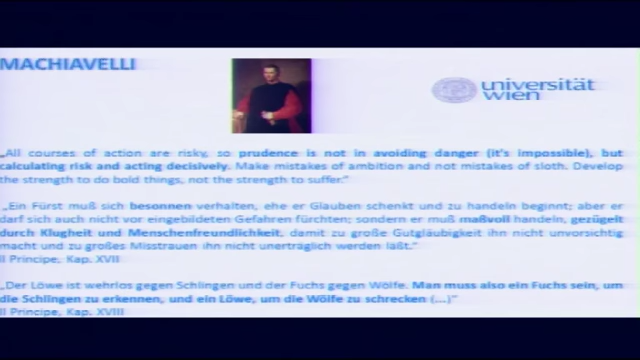 MACHIAVELLI
universität
wien
„All courses of action are risky, so prudence is not in avoiding danger (it's impossible), but
calculating risk and acting decisively. Make mistakes of ambition and not mistakes of sloth. Develop
the strength to do bold things, not the strength to suffer."
„Ein Fürst muß sich besonnen verhalten, ehe er Glauben schenkt und zu handeln beginnt; aber er
darf sich auch nicht vor eingebildeten Gefahren fürchten; sondern er muß maßvoll handeln, gezügelt
durch Klugheit und Menschenfreundlichkeit, damit zu große Gutgläubigkeit ihn nicht unvorsichtig
macht und zu großes Misstrauen ihn nicht unerträglich werden läßt."
Il Principe, Kap. XVII
„Der Löwe ist wehrlos gegen Schlingen und der Fuchs gegen Wölfe. Man muss also ein Fuchs sein, um
die Schlingen zu erkennen, und ein Löwe, um die Wölfe zu schrecken (...)"
Il Principe, Kap. XVIII